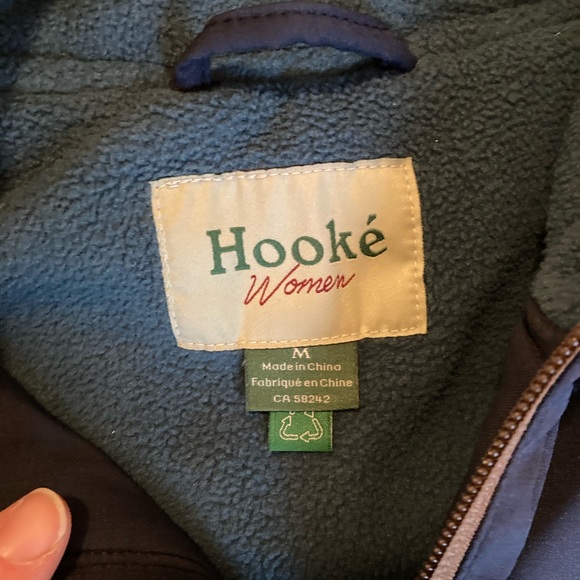 Hooké
Women
M
Made in China
Fabriqué en Chine
CA 58242